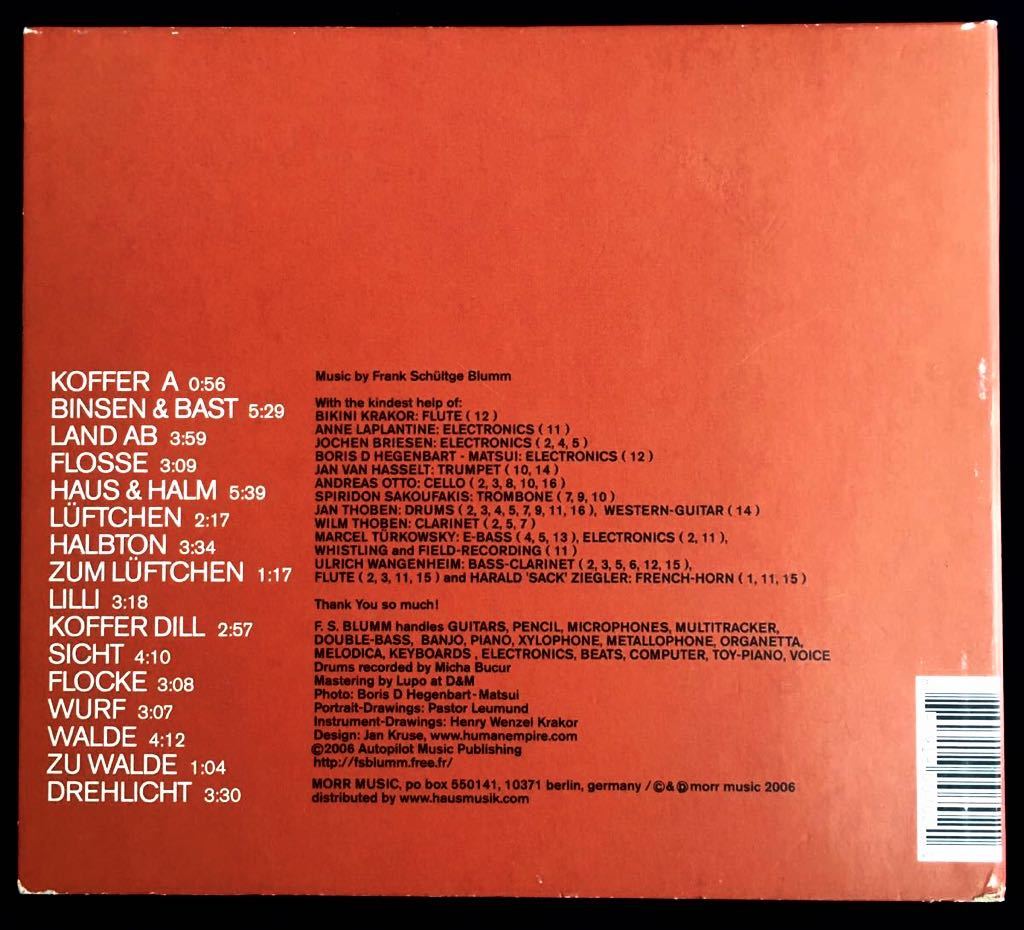 KOFFER A 0:56
BINSEN & BAST 5:29
LAND AB 3:59
FLOSSE 3:09
HAUS & HALM 5:39
LÜFTCHEN 2:17
HALBTON 3:34
ZUM LÜFTCHEN 1:17
LILLI 3:18
KOFFER DILL 2:57
SICHT 4:10
FLOCKE 3:08
WURF 3:07
WALDE 4:12
ZU WALDE 1:04
DREHLICHT 3:30
Music by Frank Schültge Blumm
With the kindest help of:
BIKINI KRAKOR: FLUTE ( 12 )
ANNE LAPLANTINE: ELECTRONICS ( 11 )
JOCHEN BRIESEN: ELECTRONICS ( 2, 4, 5 )
BORIS D HEGENBART - MATSUI: ELECTRONICS ( 12 )
JAN VAN HASSELT: TRUMPET ( 10, 14 )
ANDREAS OTTO: CELLO ( 2, 3, 8, 10, 16 )
SPIRIDON SAKOUFAKIS: TROMBONE ( 7, 9, 10 )
JAN THOBEN: DRUMS ( 2, 3, 4, 5, 7, 9, 11, 16 ), WESTERN-GUITAR ( 14 )
WILM THOBEN: CLARINET ( 2, 5, 7 )
MARCEL TÜRKOWSKY: E-BASS ( 4, 5, 13 ), ELECTRONICS ( 2, 11 ),
WHISTLING and FIELD-RECORDING ( 11 )
ULRICH WANGENHEIM: BASS-CLARINET ( 2, 3, 5, 6, 12, 15 ),
FLUTE ( 2, 3, 11, 15 ) and HARALD 'SACK' ZIEGLER: FRENCH-HORN ( 1, 11, 15 )
Thank You so much!
F. S. BLUMM handles GUITARS, PENCIL, MICROPHONES, MULTITRACKER,
DOUBLE-BASS, BANJO, PIANO, XYLOPHONE, METALLOPHONE, ORGANETTA,
MELODICA, KEYBOARDS , ELECTRONICS, BEATS, COMPUTER, TOY-PIANO, VOICE
Drums recorded by Micha Bucur
Mastering by Lupo at D&M
Photo: Boris D Hegenbart-Matsui
Portrait-Drawings: Pastor Leumund
Instrument-Drawings: Henry Wenzel Krakor
Design: Jan Kruse, www.humanempire.com
©2006 Autopilot Music Publishing
http://fsblumm.free.fr/
MORR MUSIC, po box 550141, 10371 berlin, germany / ©&℗ morr music 2006
distributed by www.hausmusik.com